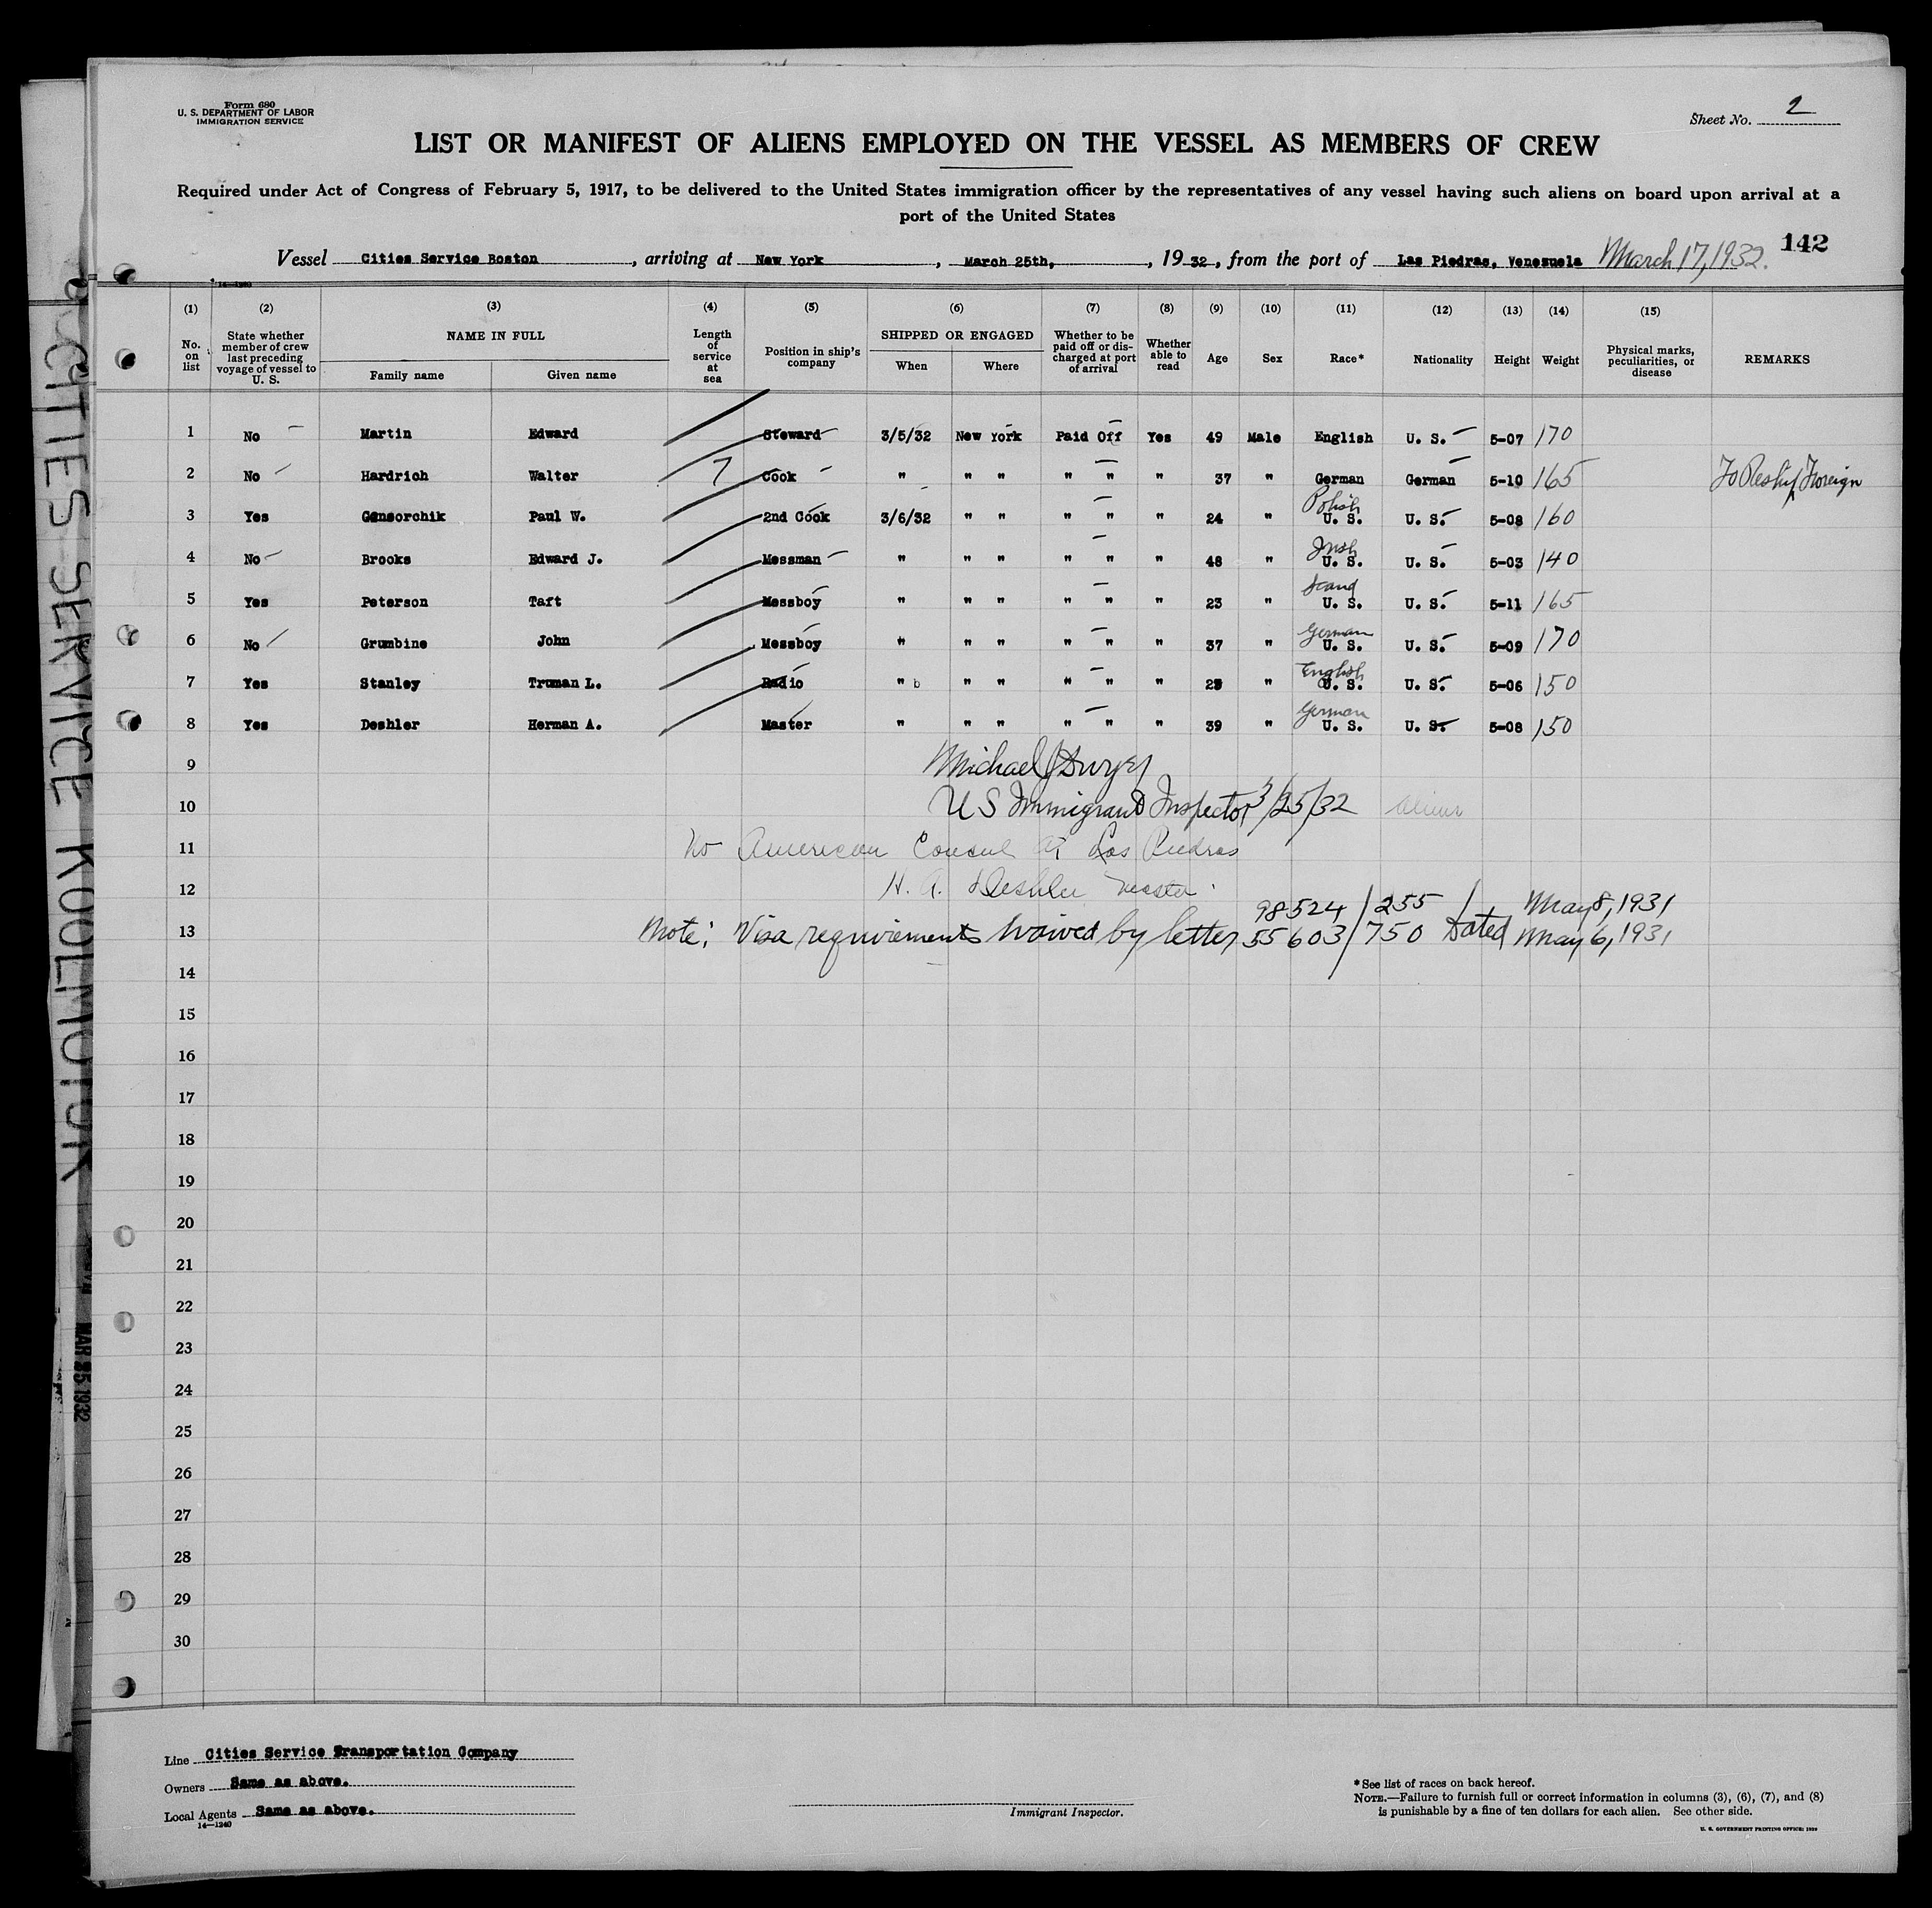 Form 680
U. S. DEPARTMENT OF LABOR
IMMIGRATION SERVICE
Sheet No. 2
LIST OR MANIFEST OF ALIENS EMPLOYED ON THE VESSEL AS MEMBERS OF CREW
Required under Act of Congress of February 5, 1917, to be delivered to the United States immigration officer by the representatives of any vessel having such aliens on board upon arrival at a
port of the United States
142
Vessel Cities Service Boston, arriving at New York, March 25th, 1932, from the port of Las Piedras, Venezuela March 17, 1932.
(1) (2) (3) (4) (5) (6) (7) (8) (9) (10) (11) (12) (13) (14) (15)
No. on list
State whether member of crew last preceding voyage of vessel to U. S.
NAME IN FULL
Family name Given name
Length of service at sea
Position in ship's company
SHIPPED OR ENGAGED
When Where
Whether to be paid off or discharged at port of arrival
Whether able to read
Age Sex Race* Nationality Height Weight
Physical marks, peculiarities, or disease
REMARKS
1 No Martin Edward Steward 3/5/32 New York Paid Off Yes 49 Male English U. S. 5-07 170
2 No Hardrich Walter 7 Cook " " " " " " 37 " German German 5-10 165 To Reship Foreign
3 Yes Gensorchik Paul W. 2nd Cook 3/6/32 " " " " " 24 " Polish U. S. U. S. 5-08 160
4 No Brooks Edward J. Messman " " " " " " 48 " Irish U. S. U. S. 5-03 140
5 Yes Peterson Taft Messboy " " " " " " 23 " Scand U. S. U. S. 5-11 165
6 No Grumbine John Messboy " " " " " " 37 " German U. S. U. S. 5-09 170
7 Yes Stanley Truman L. Radio " b " " " " " " English U. S. U. S. 5-06 150
8 Yes Deshler Herman A. Master " " " " " " 39 " German U. S. U. S. 5-08 150
9 Michael J Dwyer
10 US Immigrant Inspector 3/25/32
11 No American Consul at Las Piedras
12 H. A. Deshler Master
98524/255 May 8, 1931
13 Note: Visa requirements waived by letter 55603/750 Dated May 6, 1931
14
15
16
17
18
19
20
21
22
23
24
25
26
27
28
29
30
Line Cities Service Transportation Company
Owners Same as above.
Local Agents Same as above.
14—1240
Immigrant Inspector.
*See list of races on back hereof.
NOTE.—Failure to furnish full or correct information in columns (3), (6), (7), and (8)
is punishable by a fine of ten dollars for each alien. See other side.
U. S. GOVERNMENT PRINTING OFFICE: 1930
CITIES SERVICE KOOLMOTOR
MAR 25 1932